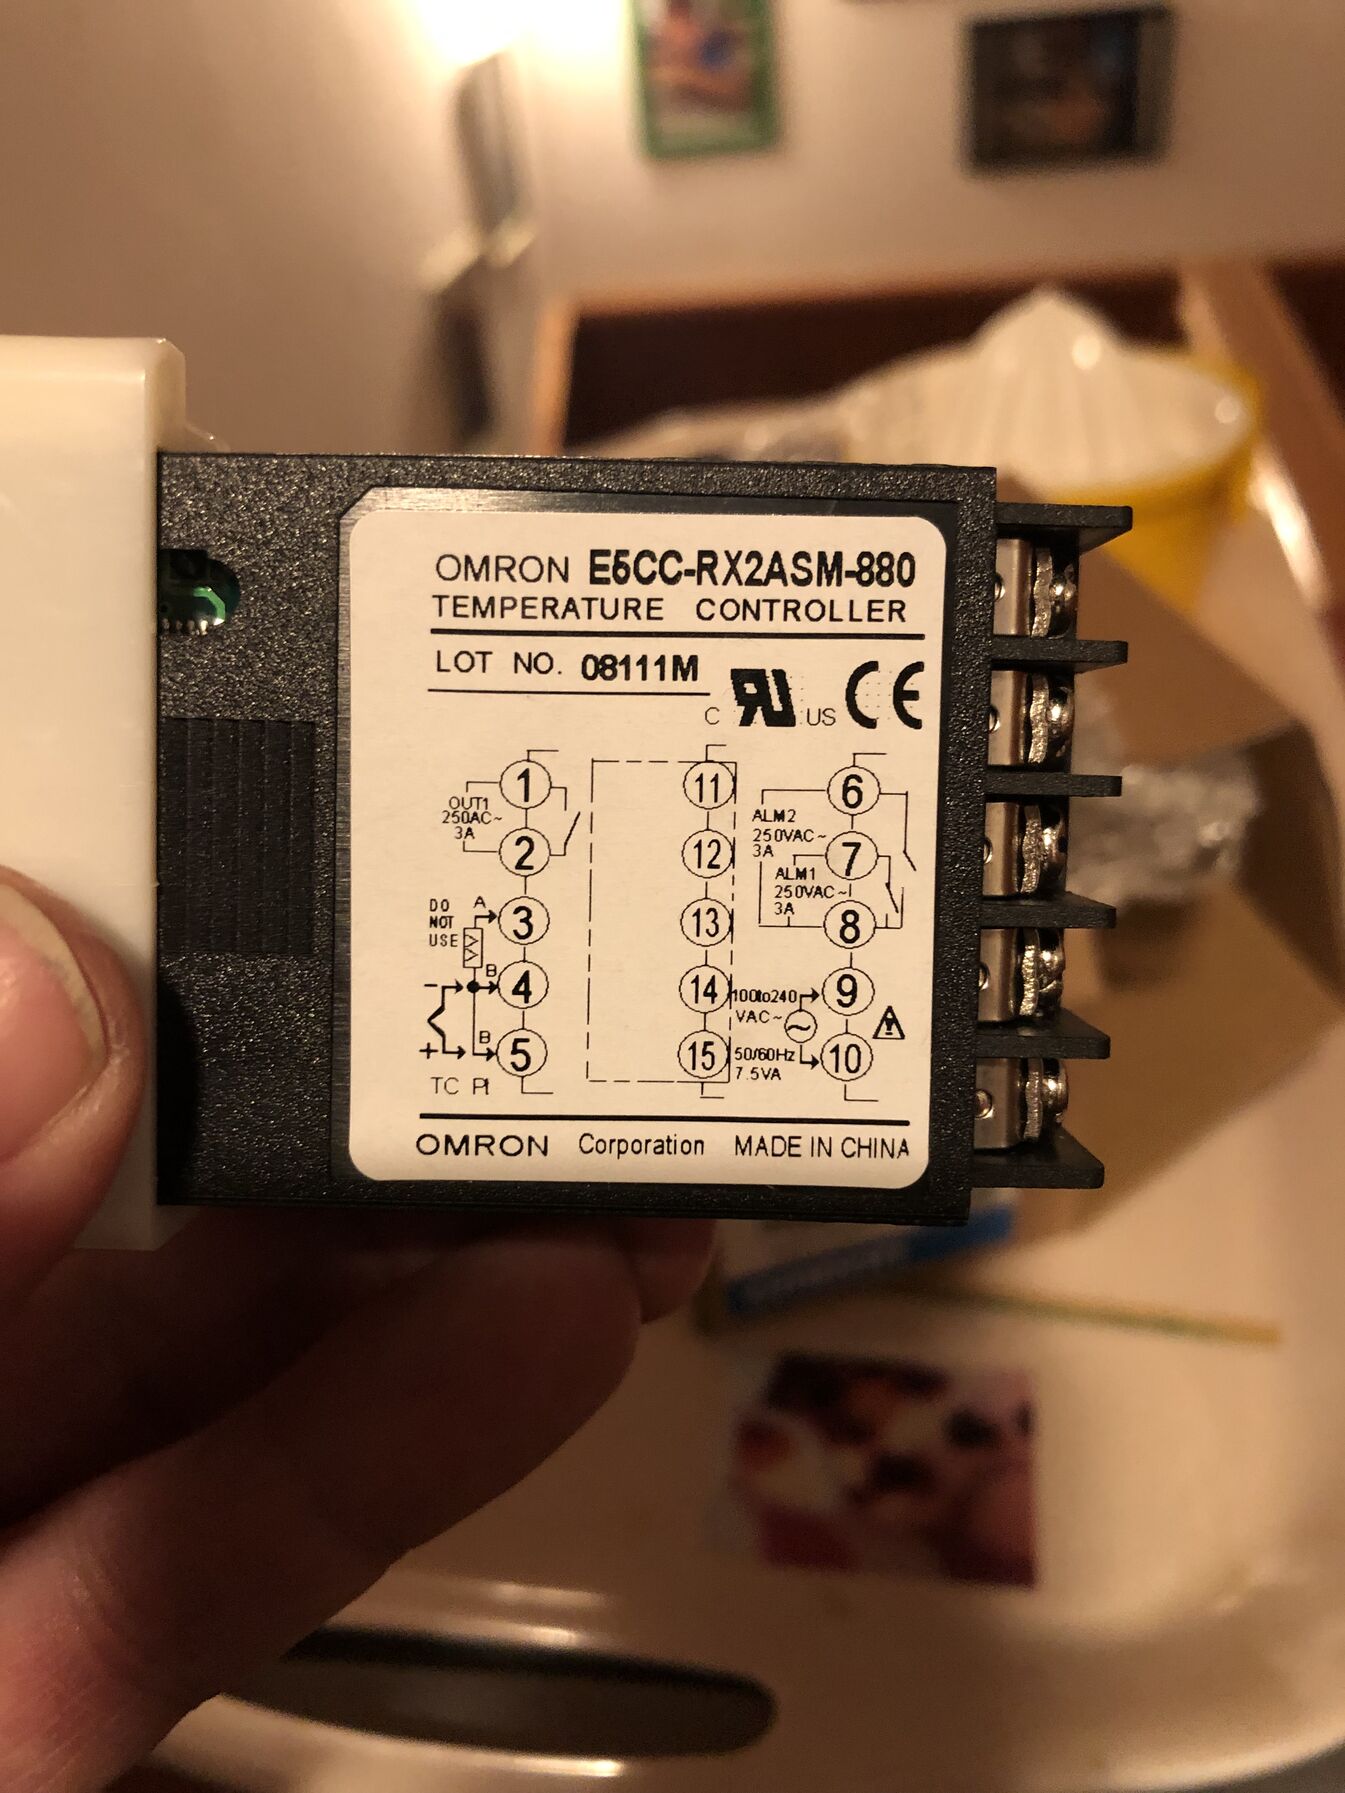 OMRON E5CC-RX2ASM-880
TEMPERATURE CONTROLLER
LOT NO. 08111M
C RU US CE
1
OUT1
250AC~
3A
2
DO
NOT
USE
A
3
B
4
-
+
B
5
TC Pt
11
12
13
14
15
6
ALM2
250VAC~
3A
7
ALM1
250VAC~
3A
8
100to240
VAC~
9
50/60Hz
7.5VA
10
OMRON Corporation MADE IN CHINA